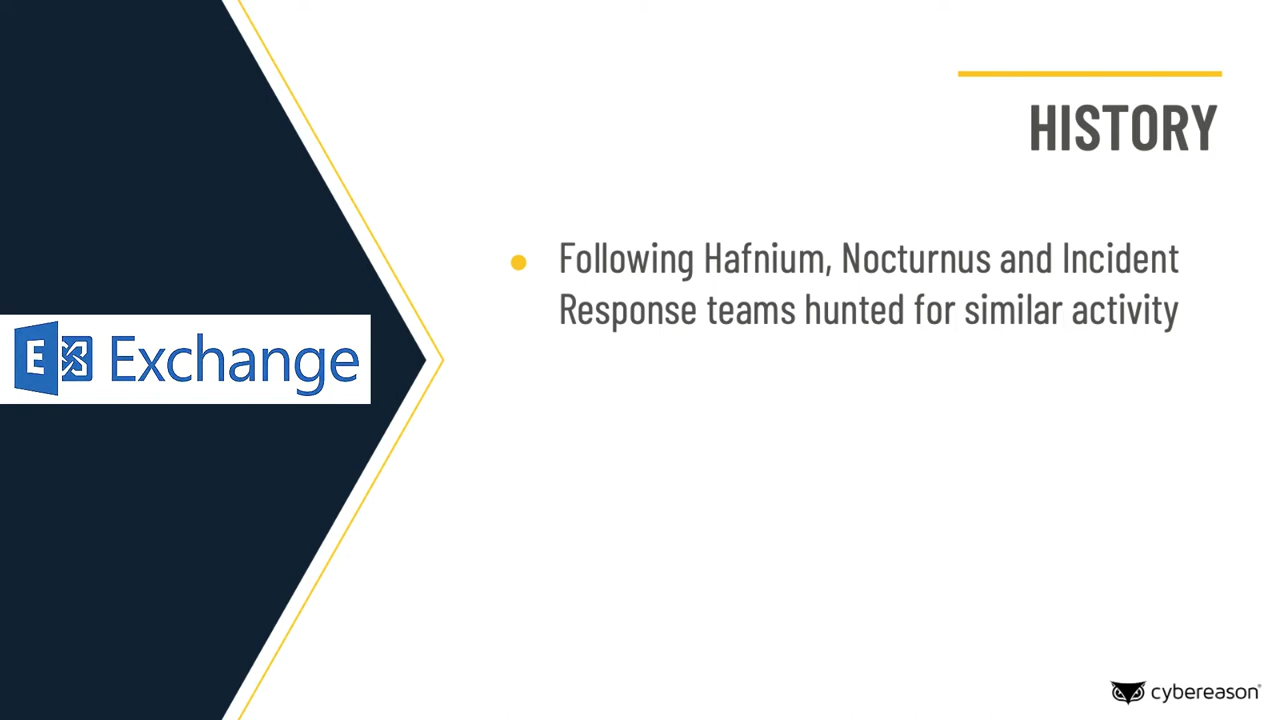 HISTORY
Following Hafnium, Nocturnus and Incident
Response teams hunted for similar activity
E Exchange
cybereason®